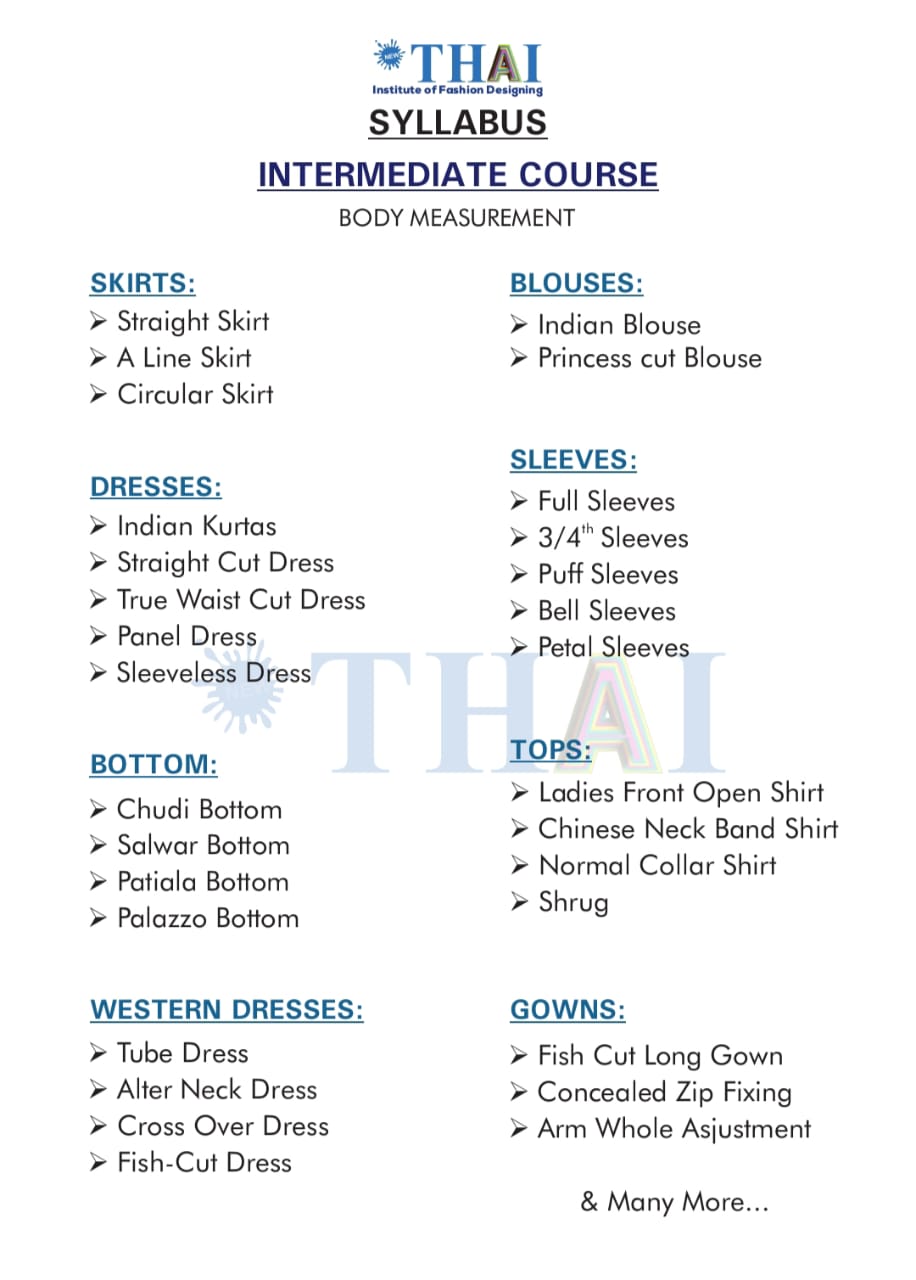 NEW THAI
Institute of Fashion Designing
SYLLABUS
INTERMEDIATE COURSE
BODY MEASUREMENT
SKIRTS:
➢ Straight Skirt
➢ A Line Skirt
➢ Circular Skirt
DRESSES:
➢ Indian Kurtas
➢ Straight Cut Dress
➢ True Waist Cut Dress
➢ Panel Dress
➢ Sleeveless Dress
BOTTOM:
➢ Chudi Bottom
➢ Salwar Bottom
➢ Patiala Bottom
➢ Palazzo Bottom
WESTERN DRESSES:
➢ Tube Dress
➢ Alter Neck Dress
➢ Cross Over Dress
➢ Fish-Cut Dress
BLOUSES:
➢ Indian Blouse
➢ Princess cut Blouse
SLEEVES:
➢ Full Sleeves
➢ 3/4th Sleeves
➢ Puff Sleeves
➢ Bell Sleeves
➢ Petal Sleeves
TOPS:
➢ Ladies Front Open Shirt
➢ Chinese Neck Band Shirt
➢ Normal Collar Shirt
➢ Shrug
GOWNS:
➢ Fish Cut Long Gown
➢ Concealed Zip Fixing
➢ Arm Whole Asjustment
& Many More...
NEW THAI